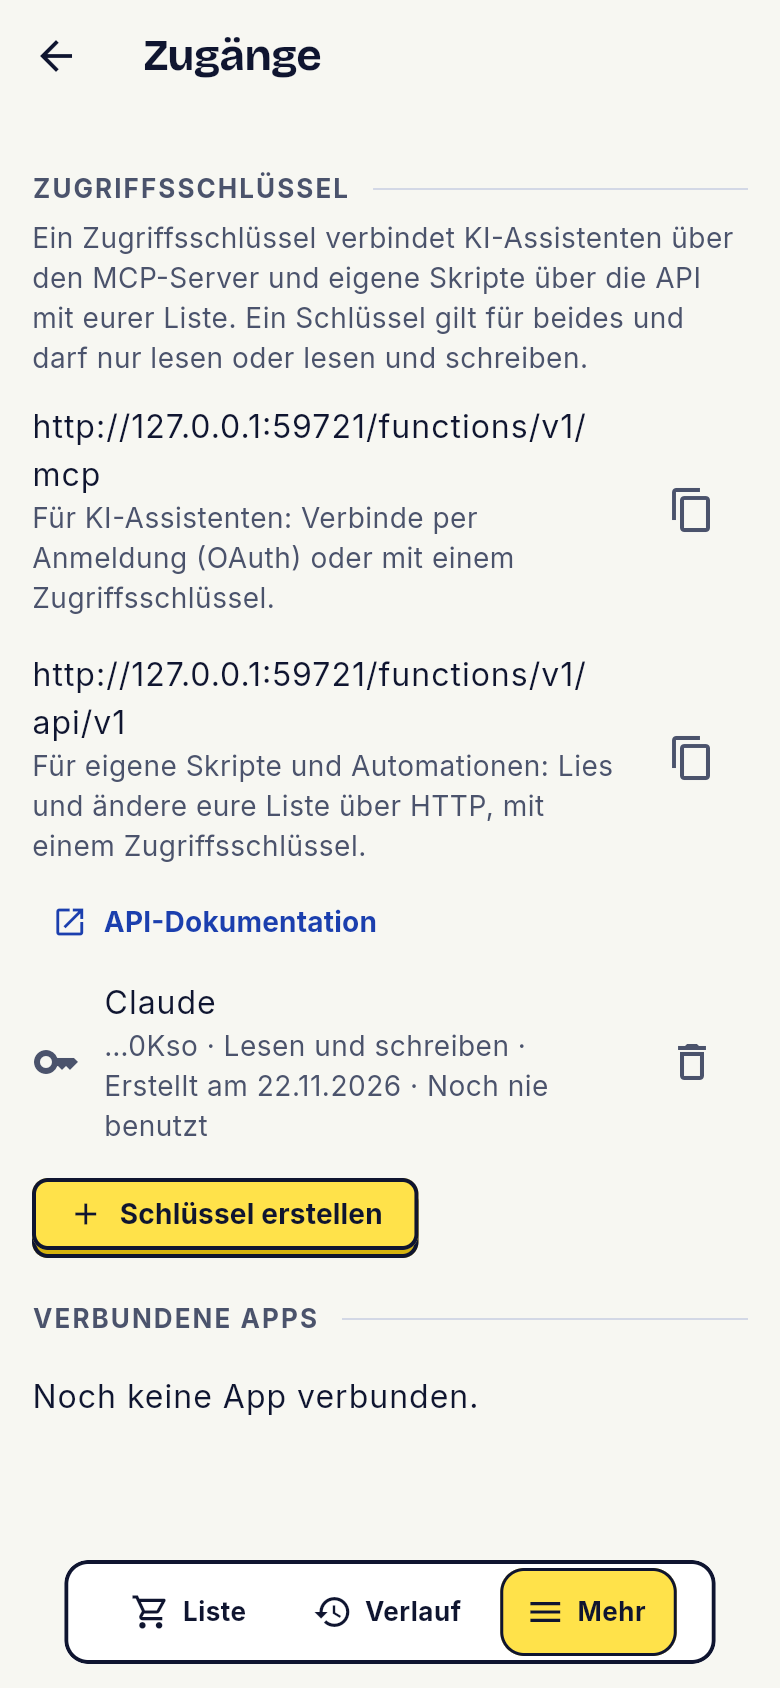 Zugänge
ZUGRIFFSSCHLÜSSEL
Ein Zugriffsschlüssel verbindet KI-Assistenten über
den MCP-Server und eigene Skripte über die API
mit eurer Liste. Ein Schlüssel gilt für beides und
darf nur lesen oder lesen und schreiben.
http://127.0.0.1:59721/functions/v1/
mcp
Für KI-Assistenten: Verbinde per
Anmeldung (OAuth) oder mit einem
Zugriffsschlüssel.
http://127.0.0.1:59721/functions/v1/
api/v1
Für eigene Skripte und Automationen: Lies
und ändere eure Liste über HTTP, mit
einem Zugriffsschlüssel.
API-Dokumentation
Claude
…0Kso · Lesen und schreiben ·
Erstellt am 22.11.2026 · Noch nie
benutzt
Schlüssel erstellen
VERBUNDENE APPS
Noch keine App verbunden.
Liste
Verlauf
Mehr